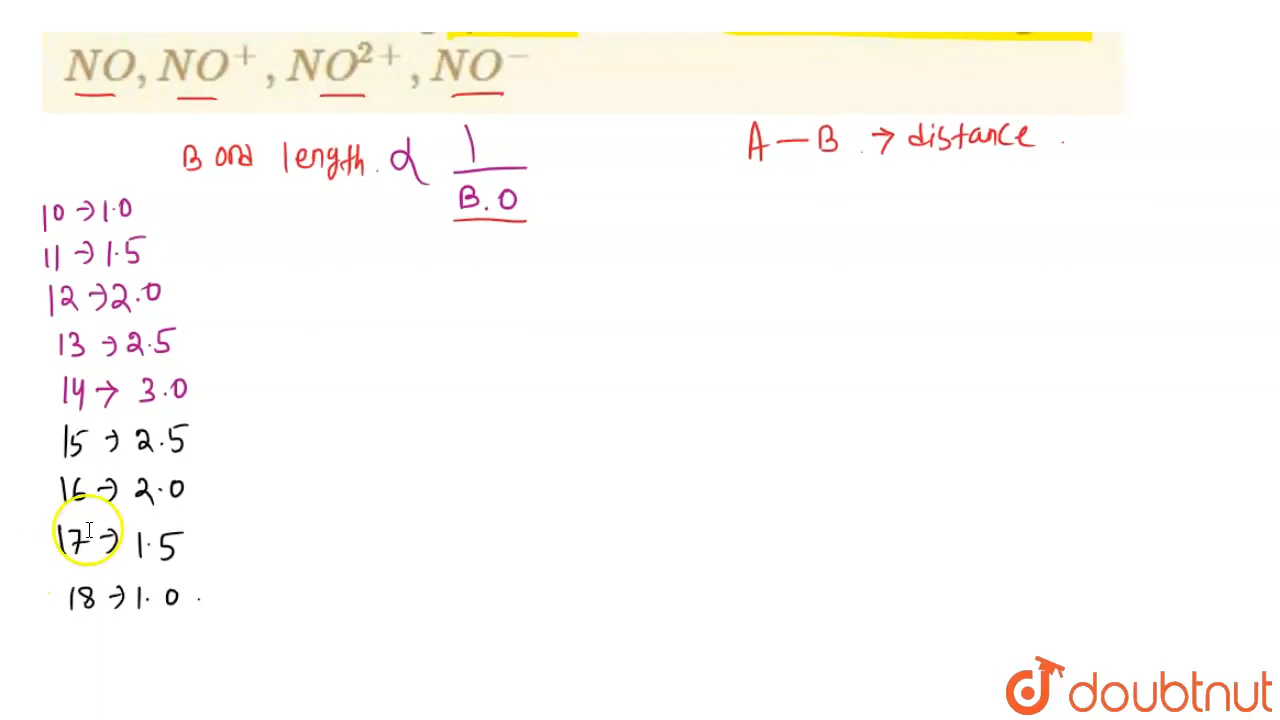 NO, NO⁺, NO²⁺, NO⁻
Bond length. ∝ 1/B.O
A — B . → distance .
10 → 1.0
11 → 1.5
12 → 2.0
13 → 2.5
14 → 3.0
15 → 2.5
16 → 2.0
17 → 1.5
18 → 1.0 .
doubtnut